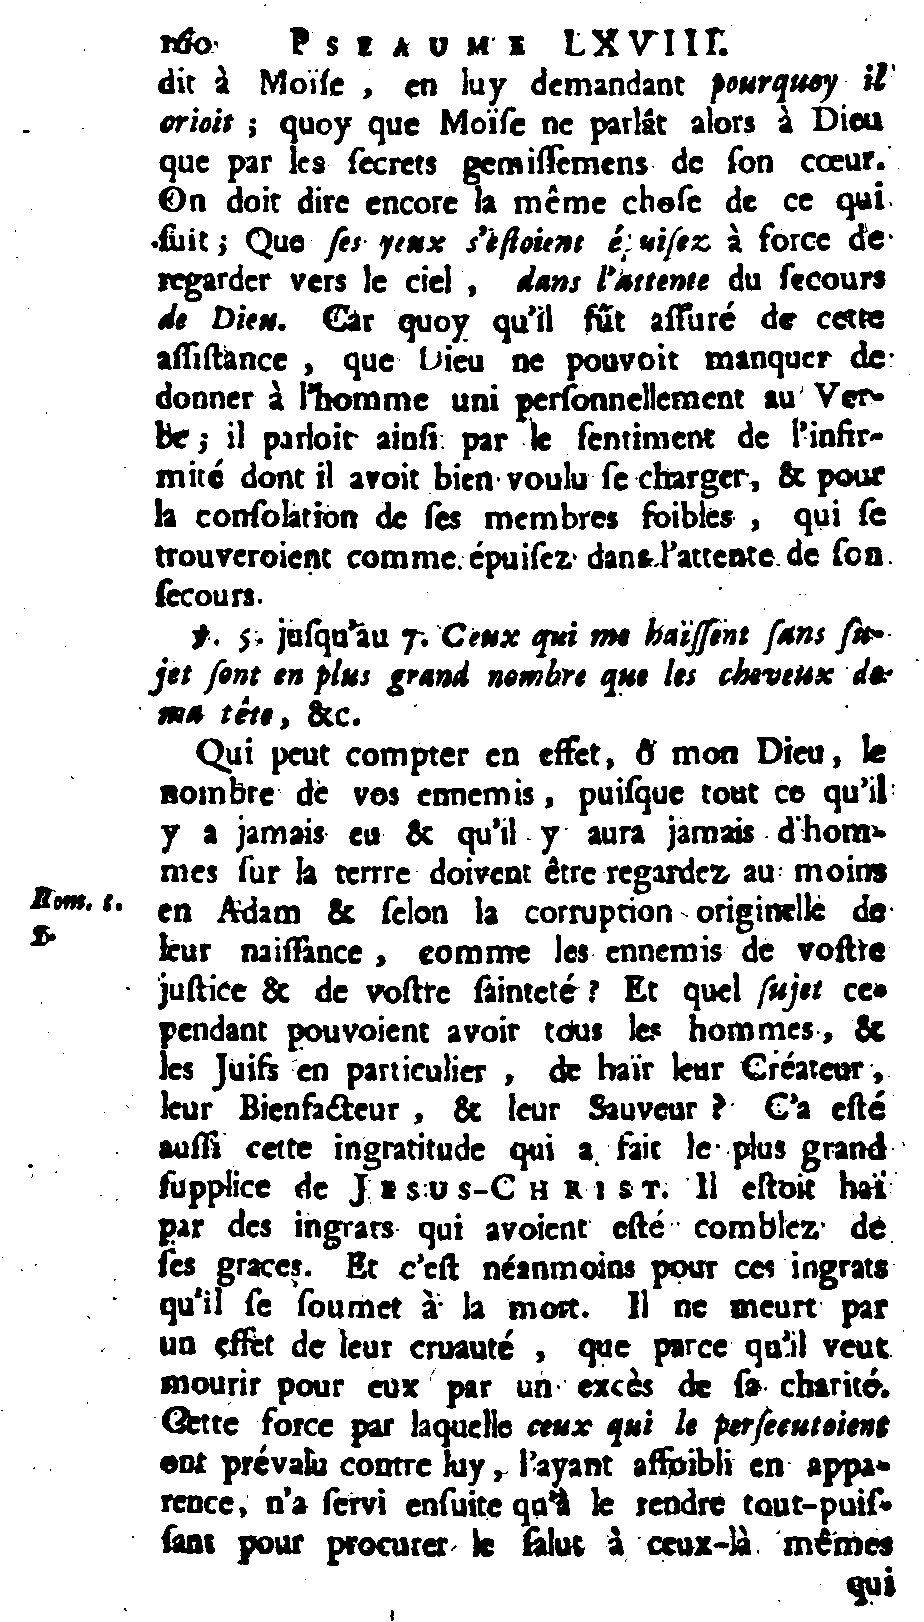 160 PSEAUME LXVIII.
dit à Moïſe, en luy demandant pourquoy il
crioit; quoy que Moïſe ne parlât alors à Dieu
que par les ſecrets gemiſſemens de ſon cœur.
On doit dire encore la même choſe de ce qui
ſuit; Que ſes yeux s'eſtoient épuiſez à force de
regarder vers le ciel, dans l'attente du ſecours
de Dieu. Car quoy qu'il fût aſſuré de cette
aſſiſtance, que Dieu ne pouvoit manquer de
donner à l'homme uni perſonnellement au Ver-
be; il parloit ainſi par le ſentiment de l'infir-
mité dont il avoit bien voulu ſe charger, & pour
la conſolation de ſes membres foibles, qui ſe
trouveroient comme épuiſez dans l'attente de ſon
ſecours.
℣. 5. juſqu'au 7. Ceux qui me haïſſent ſans ſu-
jet ſont en plus grand nombre que les cheveux de
ma tête, &c.
Qui peut compter en effet, ô mon Dieu, le
nombre de vos ennemis, puiſque tout ce qu'il
y a jamais eu & qu'il y aura jamais d'hom-
mes ſur la terrre doivent être regardez au moins
Rom. 5.
en Adam & ſelon la corruption originelle de
leur naiſſance, comme les ennemis de voſtre
juſtice & de voſtre ſainteté? Et quel ſujet ce-
pendant pouvoient avoir tous les hommes, &
les Juifs en particulier, de haïr leur Créateur,
leur Bienfacteur, & leur Sauveur? C'a eſté
auſſi cette ingratitude qui a fait le plus grand
ſupplice de JESUS-CHRIST. Il eſtoit haï
par des ingrats qui avoient eſté comblez de
ſes graces. Et c'eſt néanmoins pour ces ingrats
qu'il ſe ſoumet à la mort. Il ne meurt par
un effet de leur cruauté, que parce qu'il veut
mourir pour eux par un excès de ſa charité.
Cette force par laquelle ceux qui le perſecutoient
ont prévalu contre luy, l'ayant affoibli en appa-
rence, n'a ſervi enſuite qu'à le rendre tout-puiſ-
ſant pour procurer le ſalut à ceux-là mêmes
qui